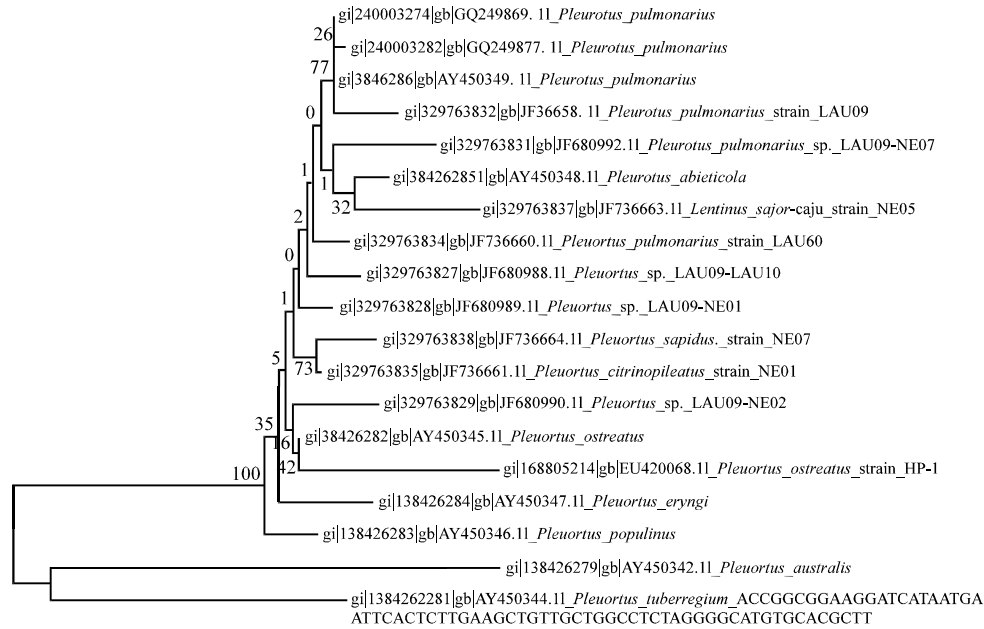 gi|240003274|gb|GQ249869. 1l_Pleurotus_pulmonarius
26
gi|240003282|gb|GQ249877. 1l_Pleurotus_pulmonarius
77
gi|3846286|gb|AY450349. 1l_Pleurotus_pulmonarius
0
gi|329763832|gb|JF36658. 1l_Pleurotus_pulmonarius_strain_LAU09
gi|329763831|gb|JF680992.1l_Pleurotus_pulmonarius_sp._LAU09-NE07
1
1
gi|384262851|gb|AY450348.1l_Pleurotus_abieticola
32
gi|329763837|gb|JF736663.1l_Lentinus_sajor-caju_strain_NE05
2
gi|329763834|gb|JF736660.1l_Pleuortus_pulmonarius_strain_LAU60
0
gi|329763827|gb|JF680988.1l_Pleuortus_sp._LAU09-LAU10
1
gi|329763828|gb|JF680989.1l_Pleuortus_sp._LAU09-NE01
gi|329763838|gb|JF736664.1l_Pleuortus_sapidus._strain_NE07
5
73
gi|329763835|gb|JF736661.1l_Pleuortus_citrinopileatus_strain_NE01
gi|329763829|gb|JF680990.1l_Pleuortus_sp._LAU09-NE02
35
16
gi|38426282|gb|AY450345.1l_Pleuortus_ostreatus
42
gi|168805214|gb|EU420068.1l_Pleuortus_ostreatus_strain_HP-1
100
gi|138426284|gb|AY450347.1l_Pleuortus_eryngi
gi|138426283|gb|AY450346.1l_Pleuortus_populinus
gi|138426279|gb|AY450342.1l_Pleuortus_australis
gi|1384262281|gb|AY450344.1l_Pleuortus_tuberregium_ACCGGCGGAAGGATCATAATGA
ATTCACTCTTGAAGCTGTTGCTGGCCTCTAGGGGCATGTGCACGCTT